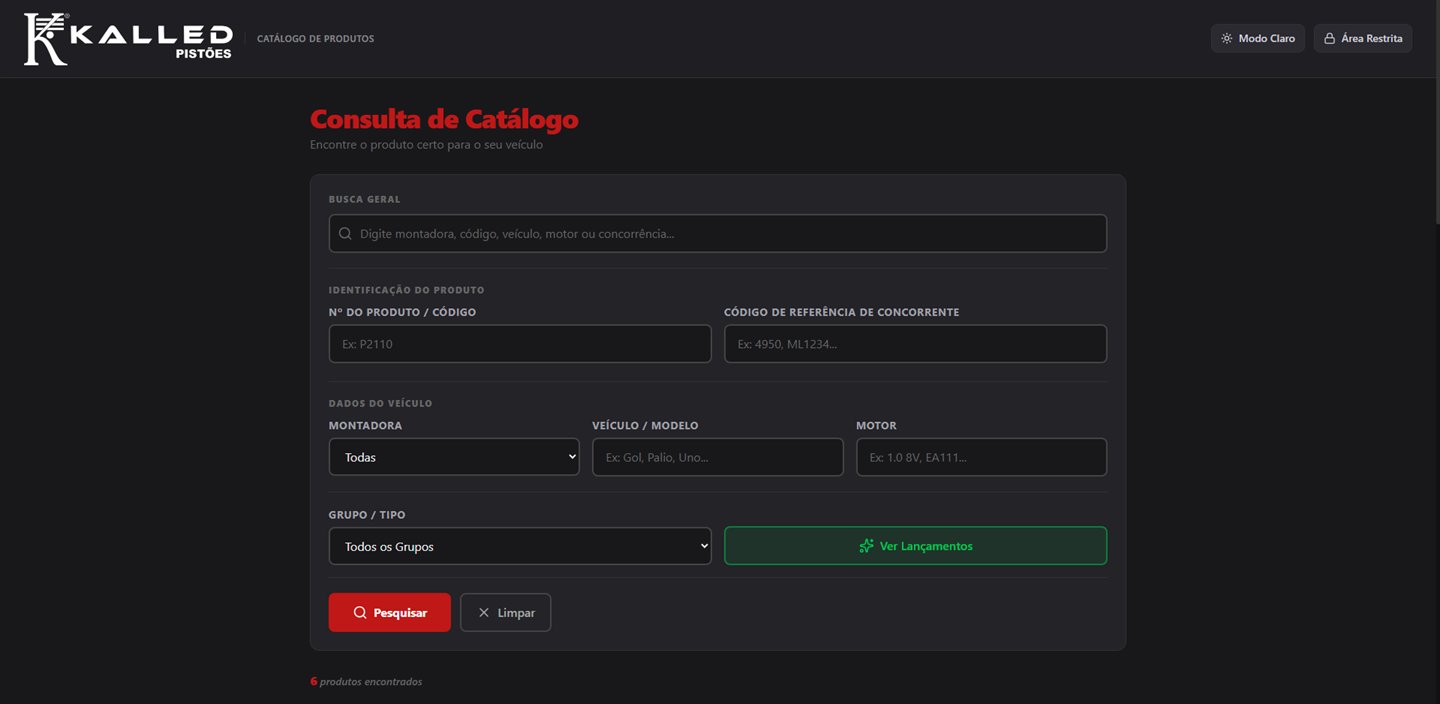 KALLED
PISTÕES
CATÁLOGO DE PRODUTOS
Modo Claro
Área Restrita
Consulta de Catálogo
Encontre o produto certo para o seu veículo
BUSCA GERAL
Digite montadora, código, veículo, motor ou concorrência...
IDENTIFICAÇÃO DO PRODUTO
Nº DO PRODUTO / CÓDIGO
CÓDIGO DE REFERÊNCIA DE CONCORRENTE
Ex: P2110
Ex: 4950, ML1234...
DADOS DO VEÍCULO
MONTADORA
VEÍCULO / MODELO
MOTOR
Todas
Ex: Gol, Palio, Uno...
Ex: 1.0 8V, EA111...
GRUPO / TIPO
Todos os Grupos
Ver Lançamentos
Pesquisar
Limpar
6 produtos encontrados